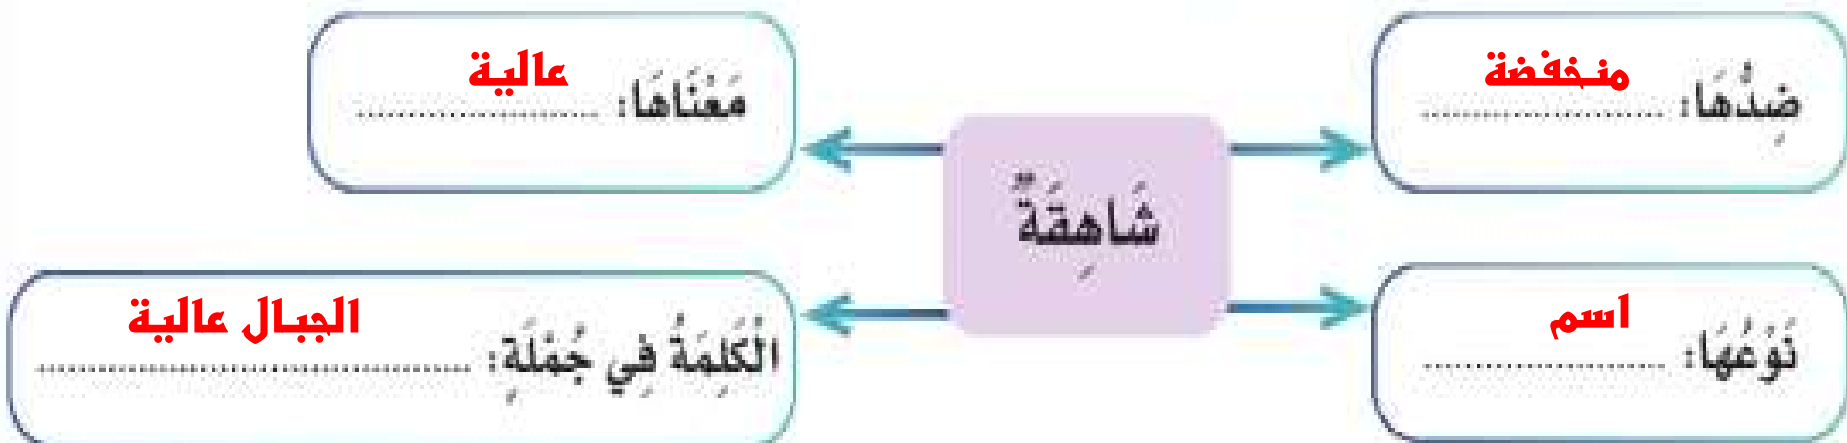 ضِدُّهَا: منخفضة
مَعْنَاهَا: عالية
شَاهِقَةٌ
نَوْعُهَا: اسم
الْكَلِمَةُ فِي جُمْلَةٍ: الجبال عالية